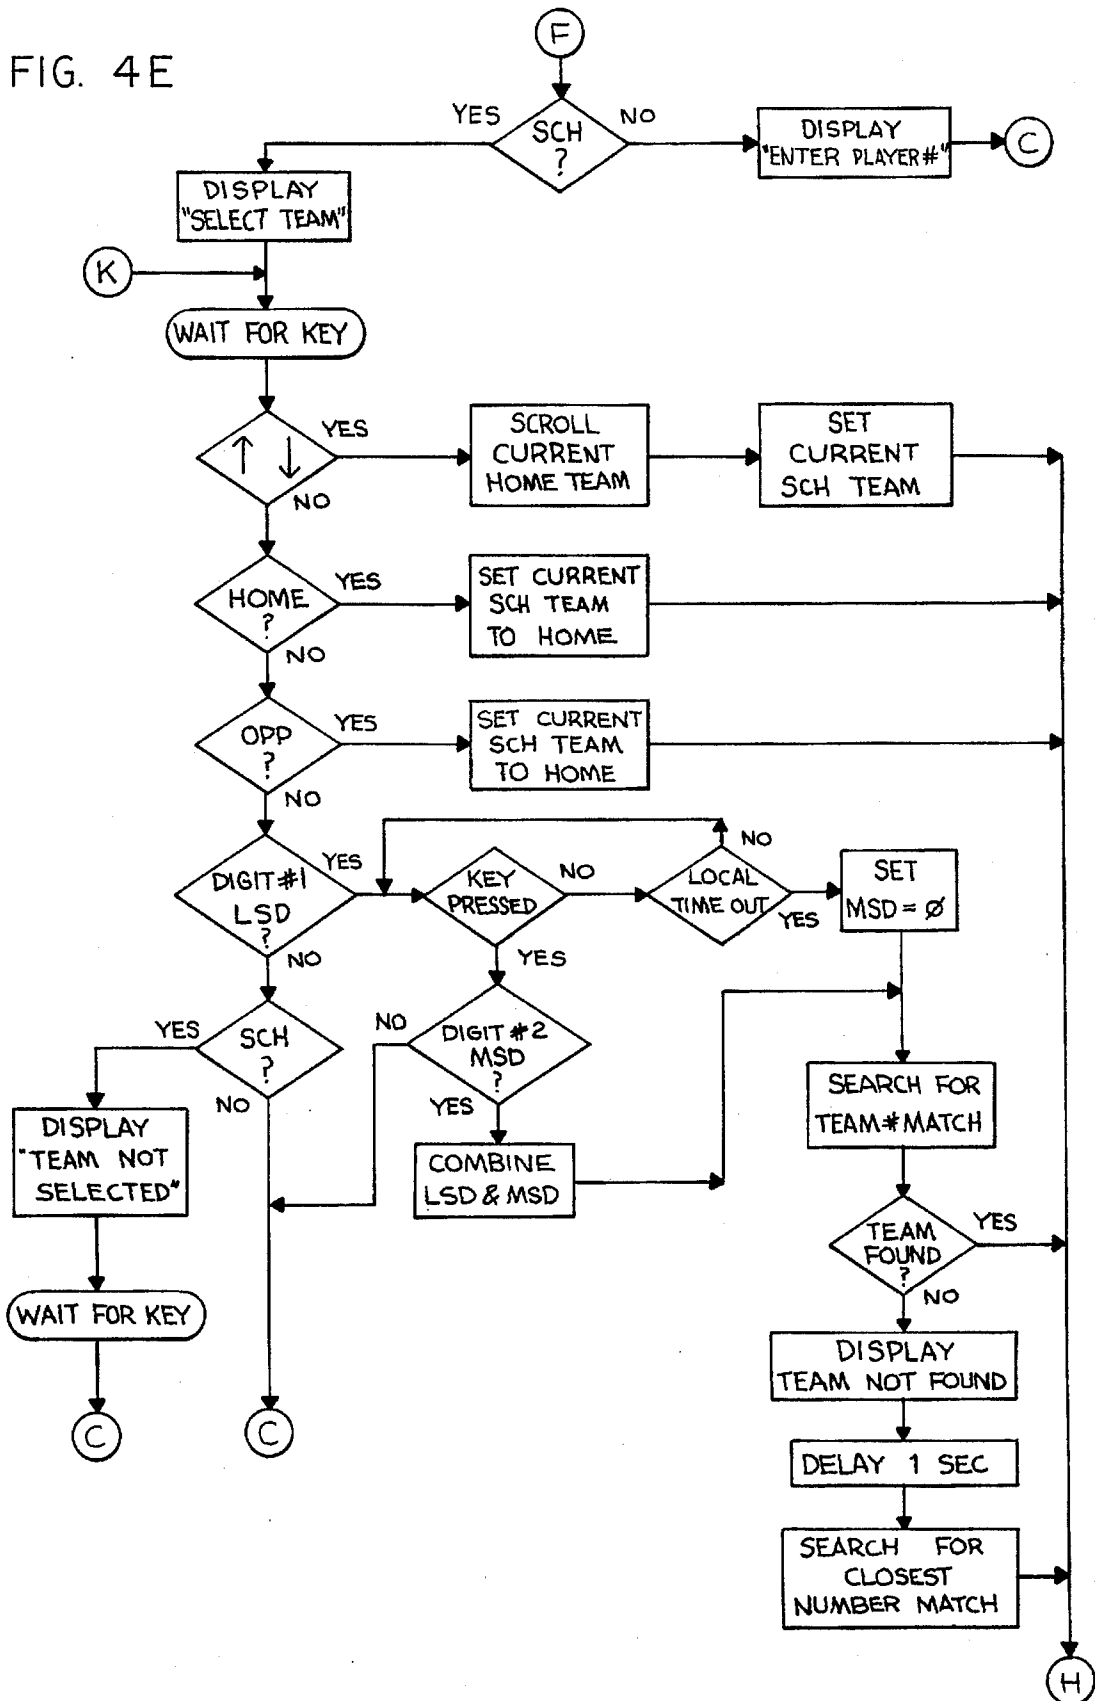 FIG. 4E
F
YES
SCH
?
NO
DISPLAY
"ENTER PLAYER#"
C
DISPLAY
"SELECT TEAM"
K
WAIT FOR KEY
↑ ↓
YES
NO
SCROLL
CURRENT
HOME TEAM
SET
CURRENT
SCH TEAM
HOME
?
YES
NO
SET CURRENT
SCH TEAM
TO HOME
OPP
?
YES
NO
SET CURRENT
SCH TEAM
TO HOME
DIGIT #1
LSD
?
YES
NO
KEY
PRESSED
NO
YES
LOCAL
TIME OUT
NO
YES
SET
MSD = Ø
SCH
?
YES
NO
DIGIT #2
MSD
?
NO
YES
COMBINE
LSD & MSD
SEARCH FOR
TEAM# MATCH
DISPLAY
"TEAM NOT
SELECTED"
WAIT FOR KEY
C
C
TEAM
FOUND
?
YES
NO
DISPLAY
TEAM NOT FOUND
DELAY 1 SEC
SEARCH FOR
CLOSEST
NUMBER MATCH
H